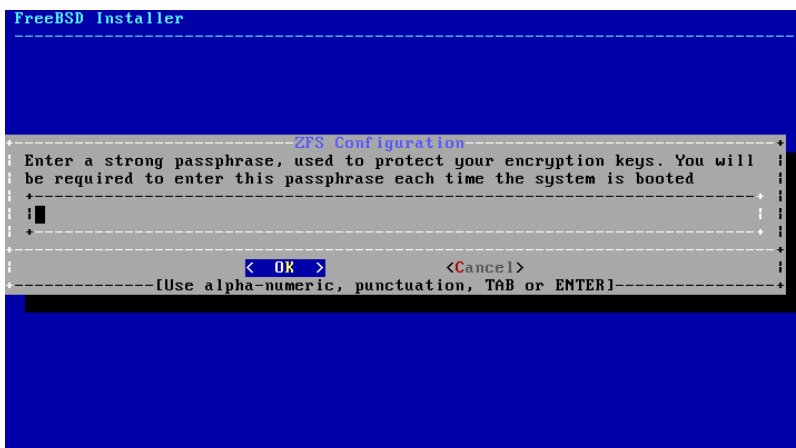 FreeBSD Installer
ZFS Configuration
Enter a strong passphrase, used to protect your encryption keys. You will
be required to enter this passphrase each time the system is booted
< OK > <Cancel>
[Use alpha-numeric, punctuation, TAB or ENTER]